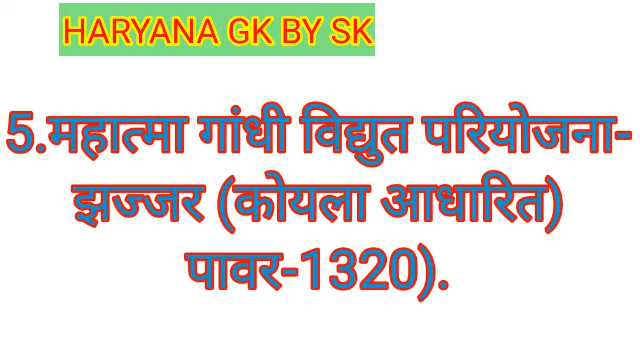 HARYANA GK BY SK
5.महात्मा गांधी विद्युत परियोजना-
झज्जर (कोयला आधारित)
पावर-1320).